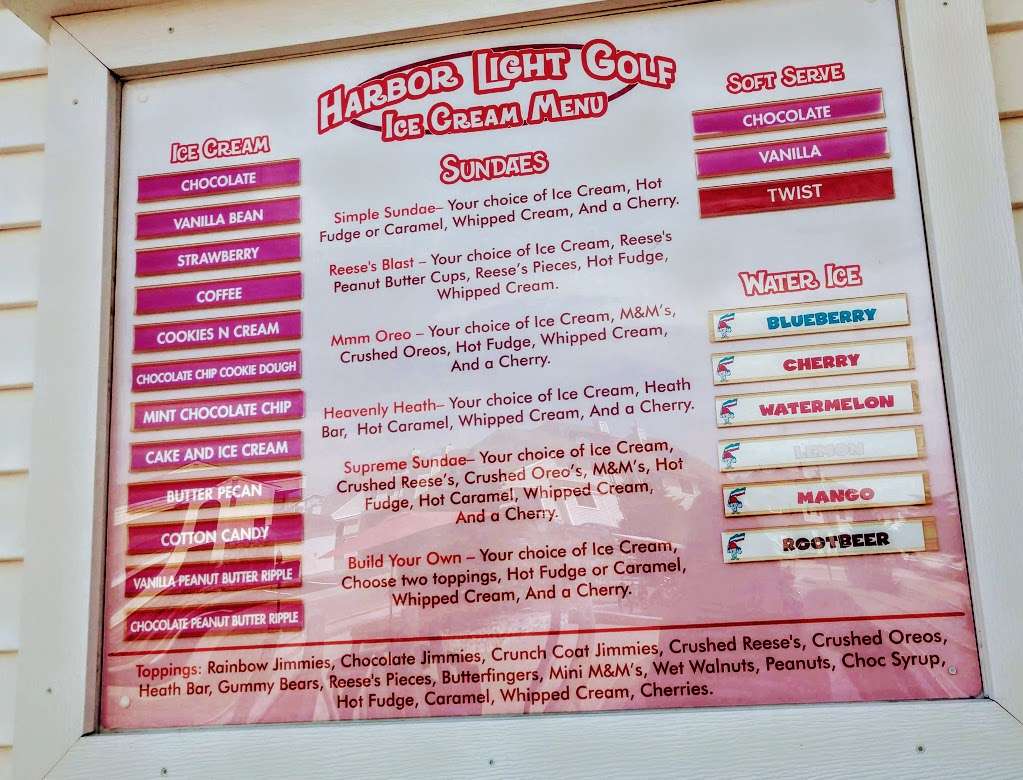 Harbor Light Golf
Ice Cream Menu
Ice Cream
CHOCOLATE
VANILLA BEAN
STRAWBERRY
COFFEE
COOKIES N CREAM
CHOCOLATE CHIP COOKIE DOUGH
MINT CHOCOLATE CHIP
CAKE AND ICE CREAM
BUTTER PECAN
COTTON CANDY
VANILLA PEANUT BUTTER RIPPLE
CHOCOLATE PEANUT BUTTER RIPPLE
Sundaes
Simple Sundae– Your choice of Ice Cream, Hot
Fudge or Caramel, Whipped Cream, And a Cherry.
Reese's Blast – Your choice of Ice Cream, Reese's
Peanut Butter Cups, Reese's Pieces, Hot Fudge,
Whipped Cream.
Mmm Oreo – Your choice of Ice Cream, M&M's,
Crushed Oreos, Hot Fudge, Whipped Cream,
And a Cherry.
Heavenly Heath– Your choice of Ice Cream, Heath
Bar, Hot Caramel, Whipped Cream, And a Cherry.
Supreme Sundae– Your choice of Ice Cream,
Crushed Reese's, Crushed Oreo's, M&M's, Hot
Fudge, Hot Caramel, Whipped Cream,
And a Cherry.
Build Your Own – Your choice of Ice Cream,
Choose two toppings, Hot Fudge or Caramel,
Whipped Cream, And a Cherry.
Soft Serve
CHOCOLATE
VANILLA
TWIST
Water Ice
BLUEBERRY
CHERRY
WATERMELON
LEMON
MANGO
ROOTBEER
Toppings: Rainbow Jimmies, Chocolate Jimmies, Crunch Coat Jimmies, Crushed Reese's, Crushed Oreos,
Heath Bar, Gummy Bears, Reese's Pieces, Butterfingers, Mini M&M's, Wet Walnuts, Peanuts, Choc Syrup,
Hot Fudge, Caramel, Whipped Cream, Cherries.